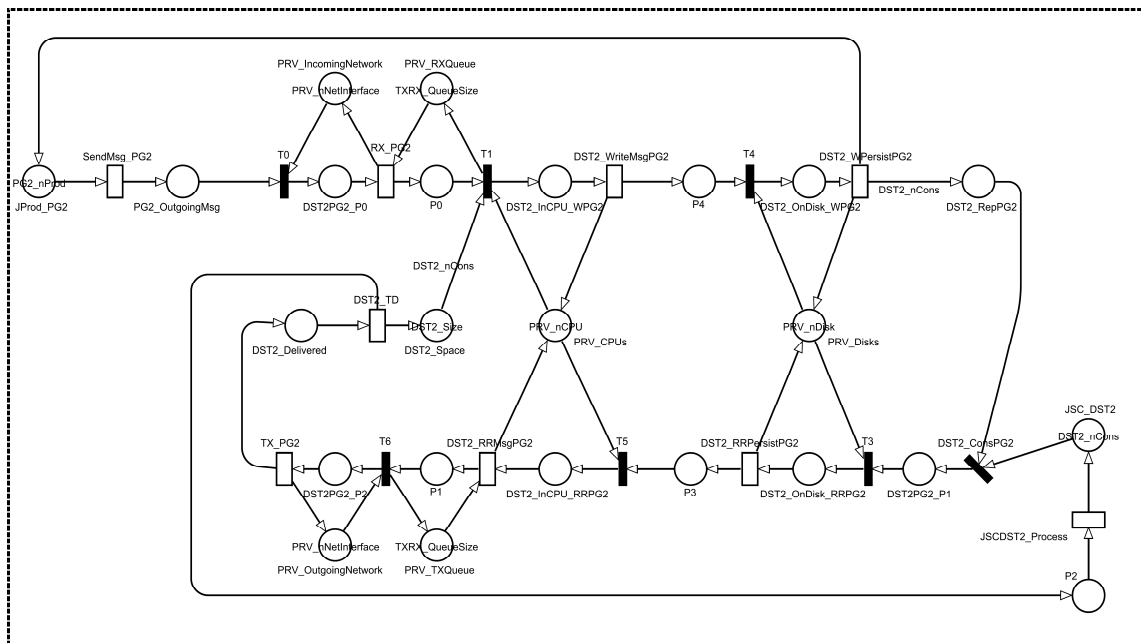 PRV_IncomingNetwork
PRV_RXQueue
PRV_nNetInterface
TXRX_QueueSize
SendMsg_PG2
T0
RX_PG2
T1
DST2_WriteMsgPG2
T4
DST2_WPersistPG2
PG2_nProd
DST2_nCons
JProd_PG2
PG2_OutgoingMsg
DST2PG2_P0
P0
DST2_InCPU_WPG2
P4
DST2_OnDisk_WPG2
DST2_RepPG2
DST2_nCons
DST2_TD
DST2_Size
PRV_nCPU
PRV_nDisk
DST2_Delivered
DST2_Space
PRV_CPUs
PRV_Disks
JSC_DST2
DST2_nCons
TX_PG2
T6
DST2_RRMsgPG2
T5
DST2_RRPersistPG2
T3
DST2_ConsPG2
DST2PG2_P2
P1
DST2_InCPU_RRPG2
P3
DST2_OnDisk_RRPG2
DST2PG2_P1
JSCDST2_Process
PRV_nNetInterface
TXRX_QueueSize
PRV_OutgoingNetwork
PRV_TXQueue
P2